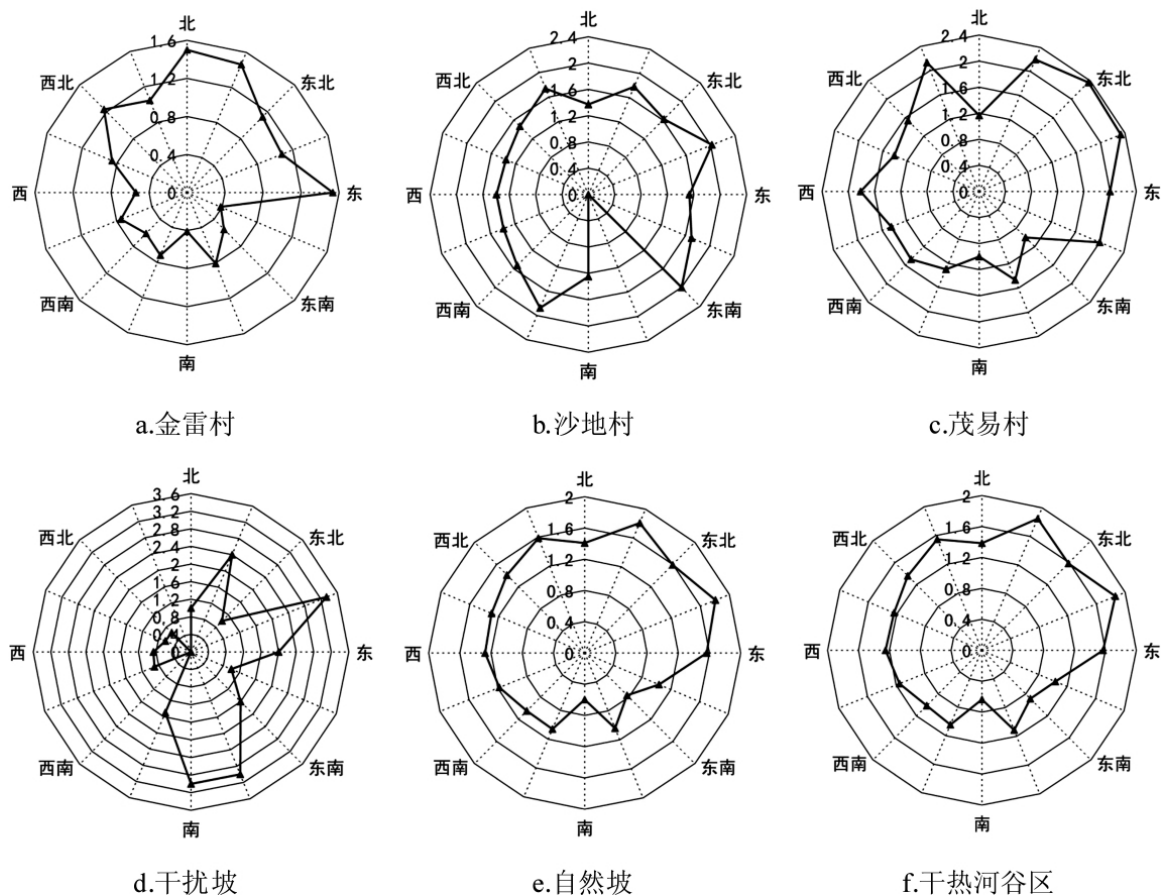 北
1.6
1.2
0.8
0.4
0
东北
东
东南
南
西南
西
西北
a.金雷村
北
2.4
2
1.6
1.2
0.8
0.4
0
东北
东
东南
南
西南
西
西北
b.沙地村
北
2.4
2
1.6
1.2
0.8
0.4
0
东北
东
东南
南
西南
西
西北
c.茂易村
北
3.6
3.2
2.8
2.4
2
1.6
1.2
0.8
0.4
0
东北
东
东南
南
西南
西
西北
d.干扰坡
北
2
1.6
1.2
0.8
0.4
0
东北
东
东南
南
西南
西
西北
e.自然坡
北
2
1.6
1.2
0.8
0.4
0
东北
东
东南
南
西南
西
西北
f.干热河谷区